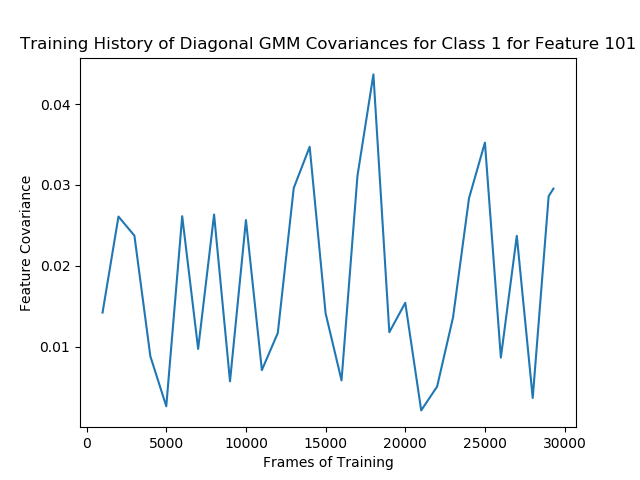 Training History of Diagonal GMM Covariances for Class 1 for Feature 101
0.04
0.03
0.02
0.01
Feature Covariance
0 5000 10000 15000 20000 25000 30000
Frames of Training